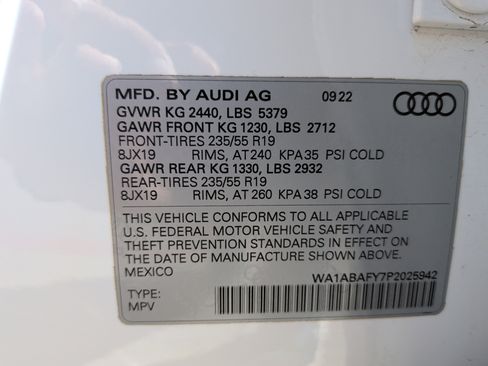 MFD. BY AUDI AG 09 22
GVWR KG 2440, LBS 5379
GAWR FRONT KG 1230, LBS 2712
FRONT-TIRES 235/55 R19
8JX19 RIMS, AT 240 KPA 35 PSI COLD
GAWR REAR KG 1330, LBS 2932
REAR-TIRES 235/55 R19
8JX19 RIMS, AT 260 KPA 38 PSI COLD
THIS VEHICLE CONFORMS TO ALL APPLICABLE
U.S. FEDERAL MOTOR VEHICLE SAFETY AND
THEFT PREVENTION STANDARDS IN EFFECT ON
THE DATE OF MANUFACTURE SHOWN ABOVE.
MEXICO WA1ABAFY7P2025942
TYPE:
MPV